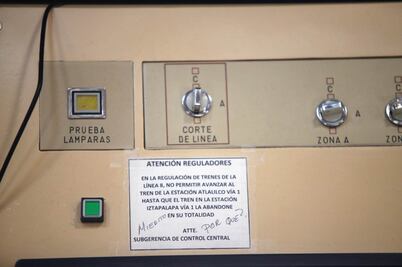 C
A
C
A
C
PRUEBA
LAMPARAS
CORTE
DE LINEA
ZONA A
ZON
ATENCIÓN REGULADORES
EN LA REGULACIÓN DE TRENES DE LA
LÍNEA 8, NO PERMITIR AVANZAR AL
TREN DE LA ESTACIÓN ATLALILCO VÍA 1
HASTA QUE EL TREN EN LA ESTACIÓN
IZTAPALAPA VÍA 1 LA ABANDONE
EN SU TOTALIDAD
POR QUÉ?
ATTE.
SUBGERENCIA DE CONTROL CENTRAL